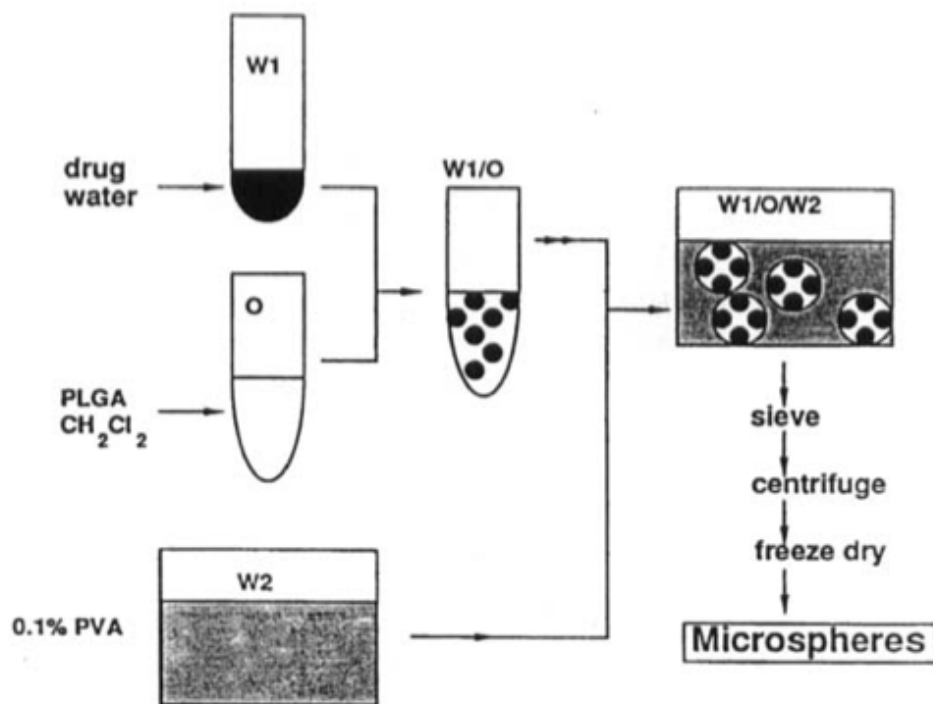 W1
drug
water
W1/O
W1/O/W2
O
PLGA
CH2Cl2
sieve
centrifuge
freeze dry
W2
0.1% PVA
Microspheres